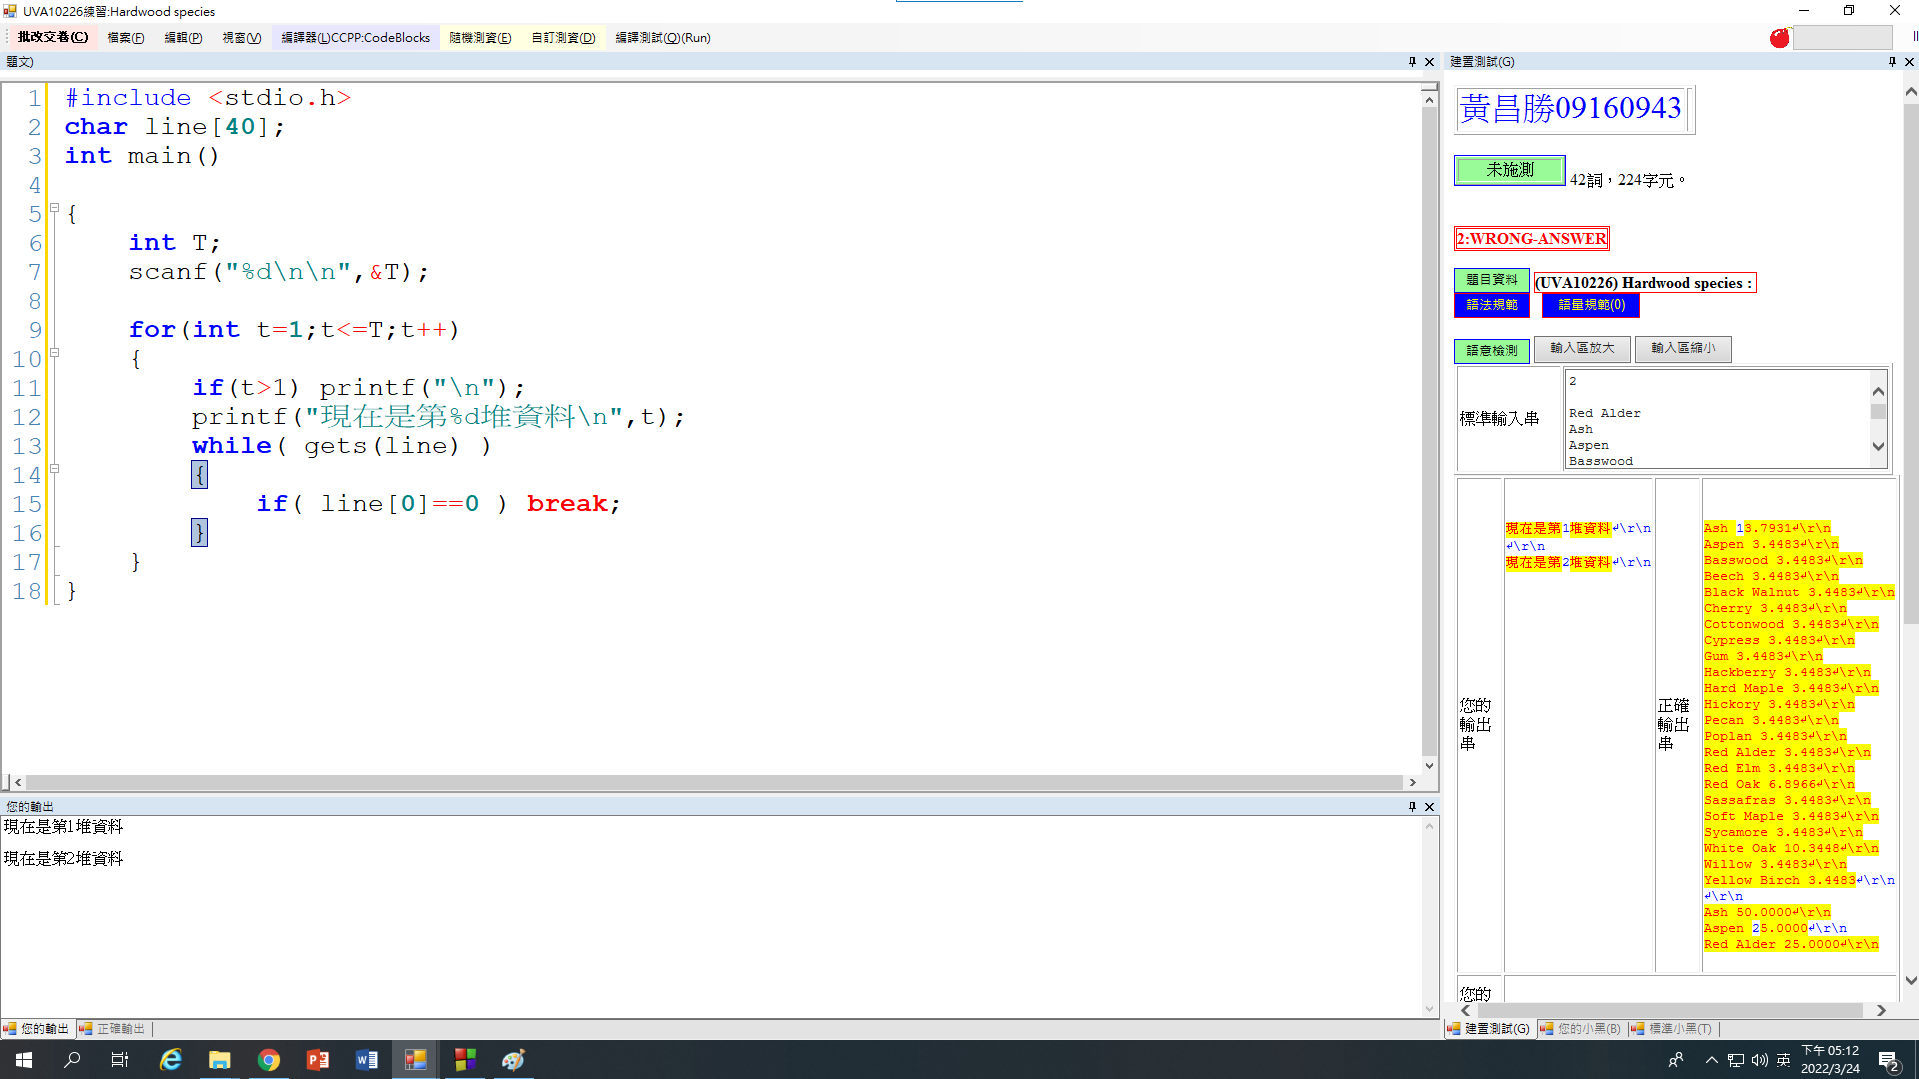 UVA10226練習:Hardwood species
批改交卷(C) 檔案(F) 編輯(P) 視窗(V) 編譯器(L)CCPP:CodeBlocks 隨機測資(E) 自訂測資(D) 編譯測試(Q)(Run)
題文)
1 #include <stdio.h>
2 char line[40];
3 int main()
4
5 {
6 int T;
7 scanf("%d\n\n",&T);
8
9 for(int t=1;t<=T;t++)
10 {
11 if(t>1) printf("\n");
12 printf("現在是第%d堆資料\n",t);
13 while( gets(line) )
14 {
15 if( line[0]==0 ) break;
16 }
17 }
18 }
您的輸出
現在是第1堆資料
現在是第2堆資料
您的輸出 正確輸出
建置測試(G)
黃昌勝09160943
未施測 42詞，224字元。
2:WRONG-ANSWER
題目資料 (UVA10226) Hardwood species :
語法規範 語量規範(0)
語意檢測 輸入區放大 輸入區縮小
標準輸入串
2
Red Alder
Ash
Aspen
Basswood
您的
輸出
串
現在是第1堆資料↲\r\n
↲\r\n
現在是第2堆資料↲\r\n
正確
輸出
串
Ash 13.7931↲\r\n
Aspen 3.4483↲\r\n
Basswood 3.4483↲\r\n
Beech 3.4483↲\r\n
Black Walnut 3.4483↲\r\n
Cherry 3.4483↲\r\n
Cottonwood 3.4483↲\r\n
Cypress 3.4483↲\r\n
Gum 3.4483↲\r\n
Hackberry 3.4483↲\r\n
Hard Maple 3.4483↲\r\n
Hickory 3.4483↲\r\n
Pecan 3.4483↲\r\n
Poplan 3.4483↲\r\n
Red Alder 3.4483↲\r\n
Red Elm 3.4483↲\r\n
Red Oak 6.8966↲\r\n
Sassafras 3.4483↲\r\n
Soft Maple 3.4483↲\r\n
Sycamore 3.4483↲\r\n
White Oak 10.3448↲\r\n
Willow 3.4483↲\r\n
Yellow Birch 3.4483↲\r\n
↲\r\n
Ash 50.0000↲\r\n
Aspen 25.0000↲\r\n
Red Alder 25.0000↲\r\n
您的
建置測試(G) 您的小黑(B) 標準小黑(T)
英 下午 05:12
2022/3/24
2